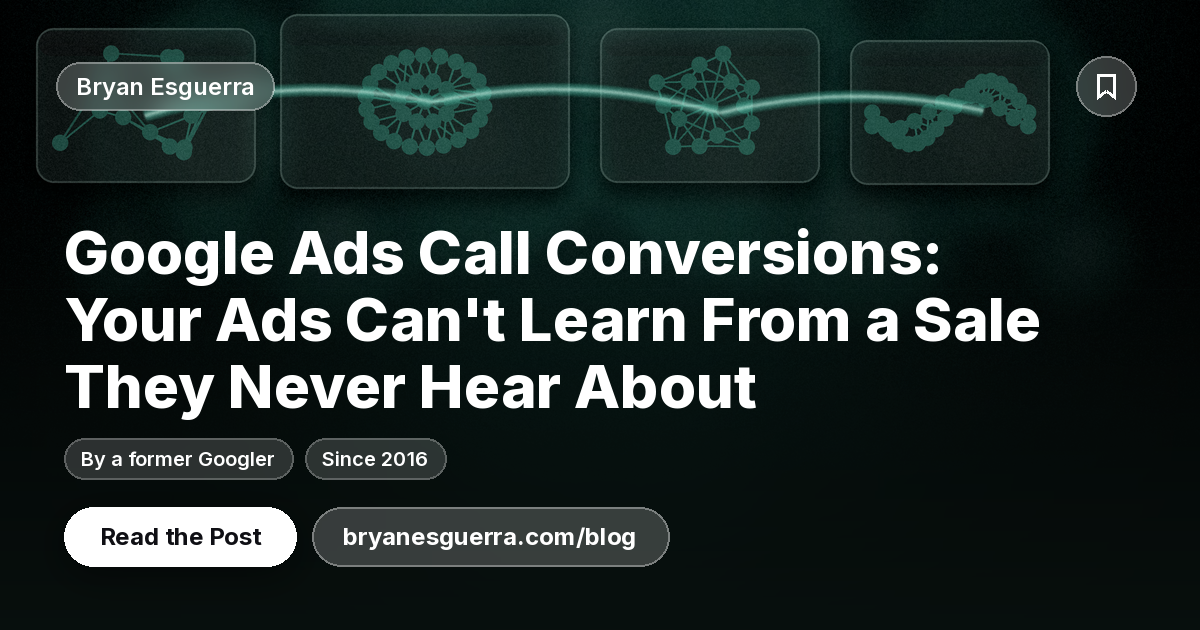 Bryan Esguerra
Google Ads Call Conversions:
Your Ads Can't Learn From a Sale
They Never Hear About
By a former Googler
Since 2016
Read the Post
bryanesguerra.com/blog